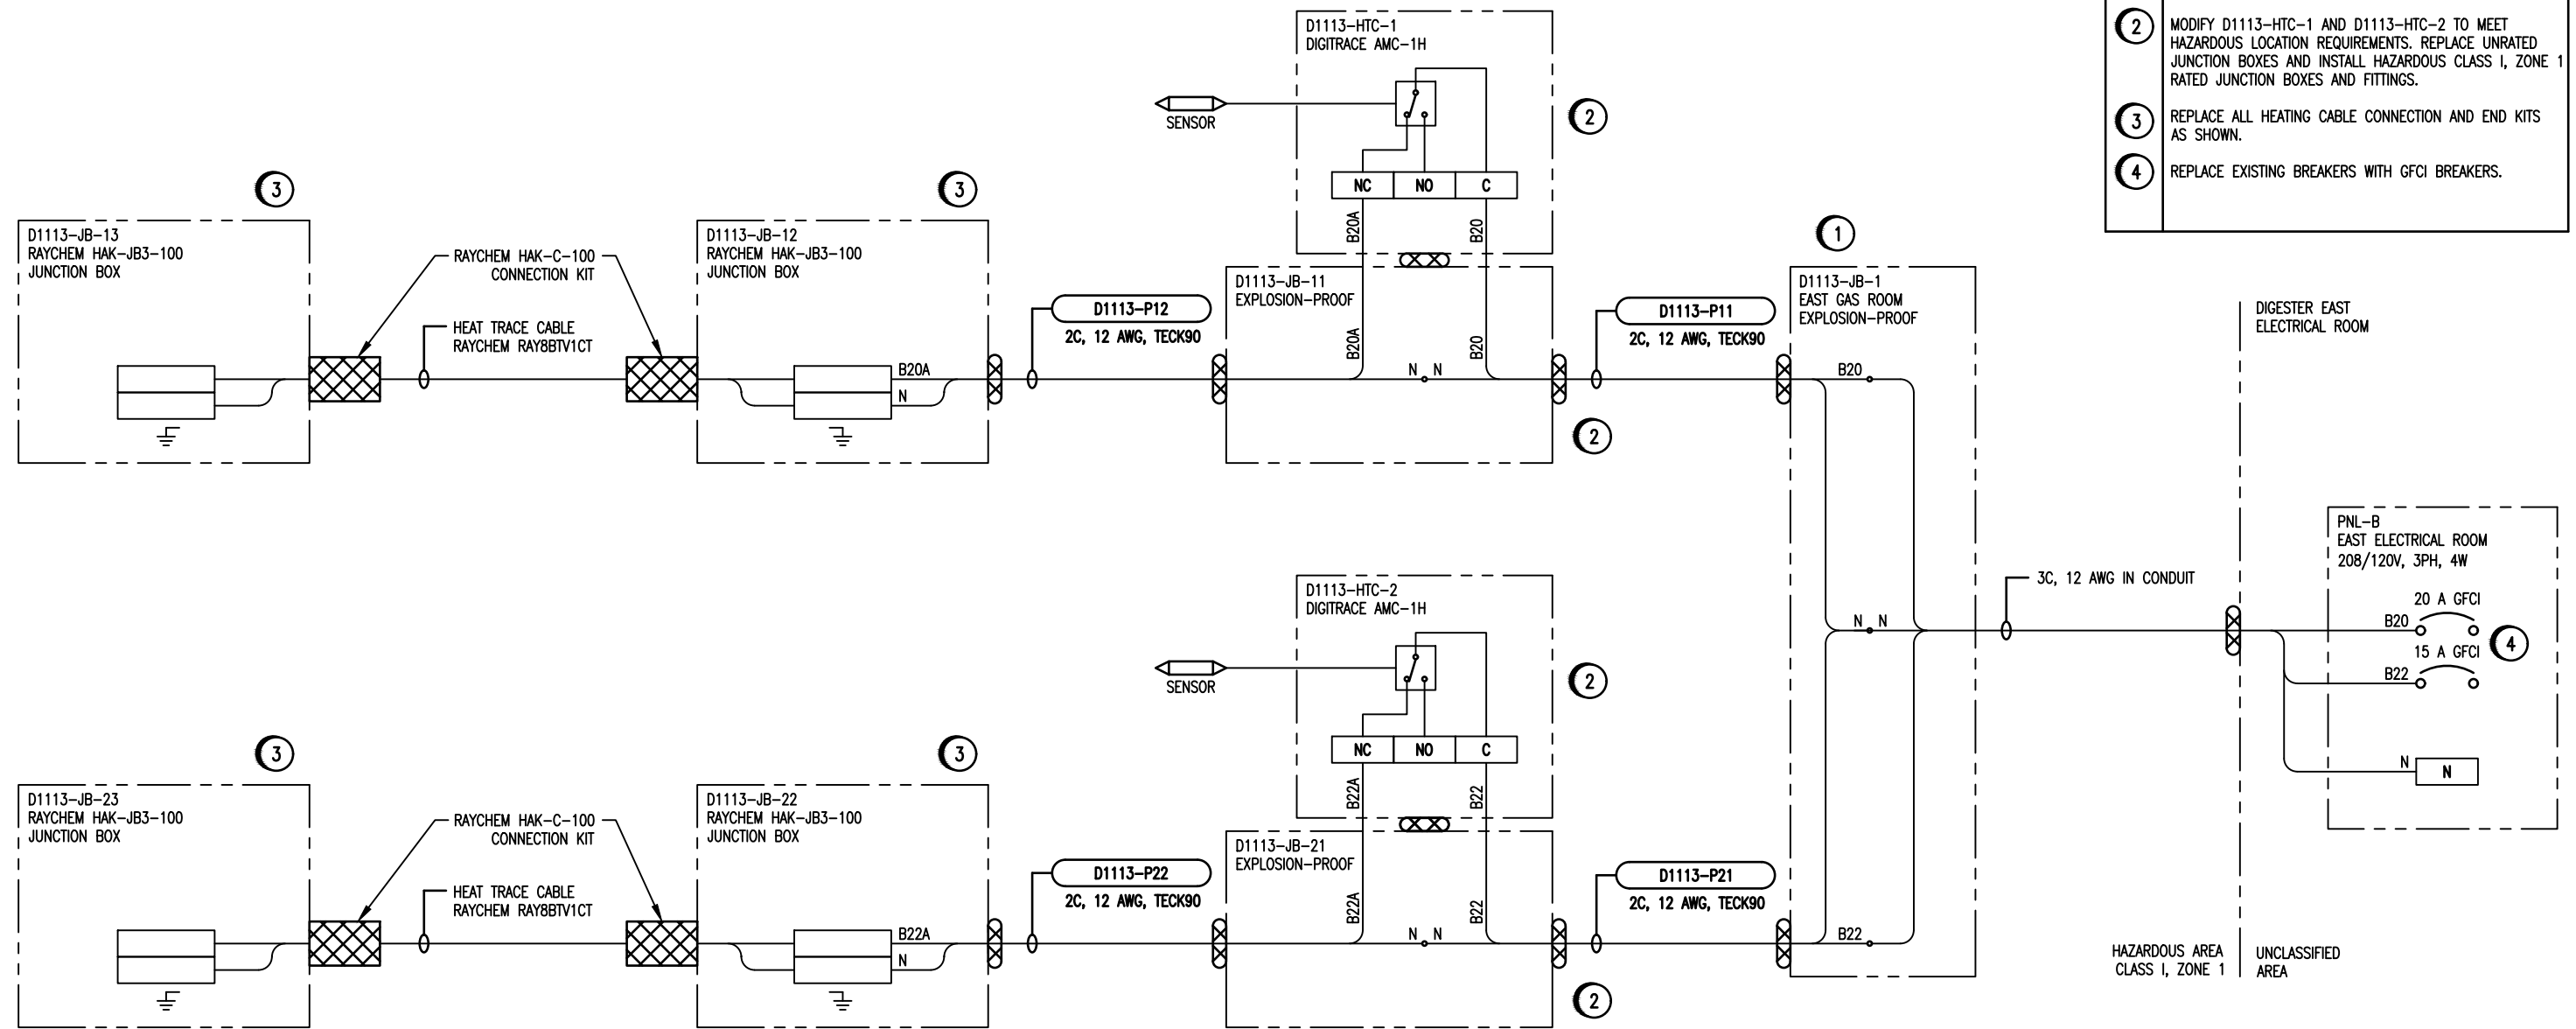 D1113-HTC-1
DIGITRACE AMC-1H
SENSOR
NC NO C
B20A
B20
2
2
MODIFY D1113-HTC-1 AND D1113-HTC-2 TO MEET
HAZARDOUS LOCATION REQUIREMENTS. REPLACE UNRATED
JUNCTION BOXES AND INSTALL HAZARDOUS CLASS I, ZONE 1
RATED JUNCTION BOXES AND FITTINGS.
3
REPLACE ALL HEATING CABLE CONNECTION AND END KITS
AS SHOWN.
4
REPLACE EXISTING BREAKERS WITH GFCI BREAKERS.
3
D1113-JB-13
RAYCHEM HAK-JB3-100
JUNCTION BOX
RAYCHEM HAK-C-100
CONNECTION KIT
HEAT TRACE CABLE
RAYCHEM RAY8BTV1CT
3
D1113-JB-12
RAYCHEM HAK-JB3-100
JUNCTION BOX
B20A
N
D1113-P12
2C, 12 AWG, TECK90
D1113-JB-11
EXPLOSION-PROOF
B20A
B20
N N
2
D1113-P11
2C, 12 AWG, TECK90
1
D1113-JB-1
EAST GAS ROOM
EXPLOSION-PROOF
B20
N N
B22
DIGESTER EAST
ELECTRICAL ROOM
3C, 12 AWG IN CONDUIT
PNL-B
EAST ELECTRICAL ROOM
208/120V, 3PH, 4W
20 A GFCI
B20
15 A GFCI
B22
4
N
N
D1113-HTC-2
DIGITRACE AMC-1H
SENSOR
NC NO C
B22A
B22
2
3
D1113-JB-23
RAYCHEM HAK-JB3-100
JUNCTION BOX
RAYCHEM HAK-C-100
CONNECTION KIT
HEAT TRACE CABLE
RAYCHEM RAY8BTV1CT
3
D1113-JB-22
RAYCHEM HAK-JB3-100
JUNCTION BOX
B22A
N
D1113-P22
2C, 12 AWG, TECK90
D1113-JB-21
EXPLOSION-PROOF
B22A
B22
N N
2
D1113-P21
2C, 12 AWG, TECK90
HAZARDOUS AREA
CLASS I, ZONE 1
UNCLASSIFIED
AREA